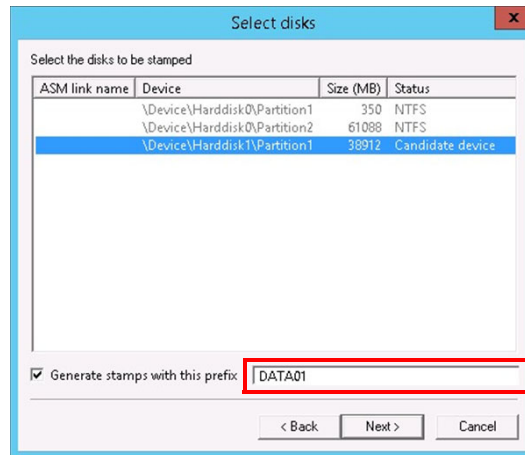 Select disks
x
Select the disks to be stamped
ASM link name Device Size (MB) Status
\Device\Harddisk0\Partition1 350 NTFS
\Device\Harddisk0\Partition2 61088 NTFS
\Device\Harddisk1\Partition1 38912 Candidate device
Generate stamps with this prefix DATA01
< Back Next > Cancel